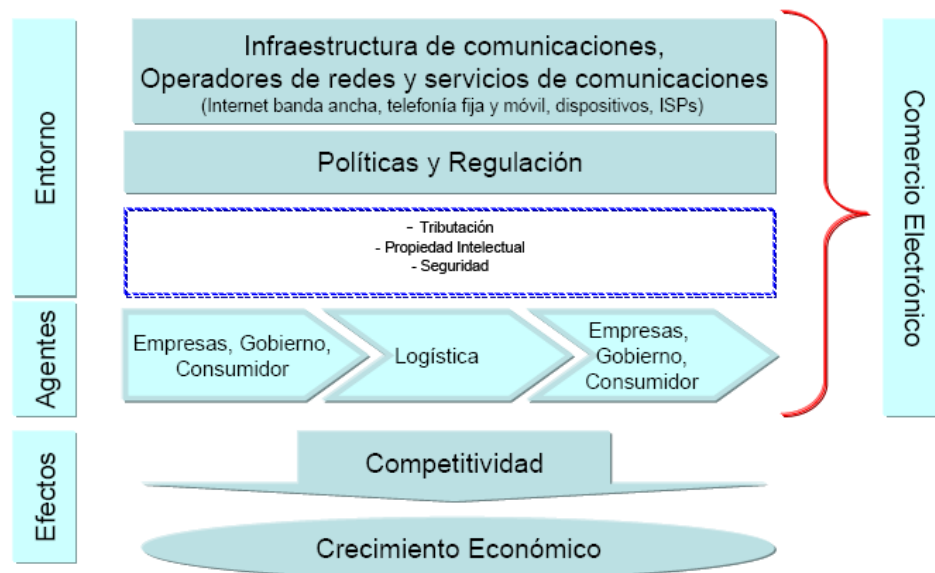 Entorno
Infraestructura de comunicaciones,
Operadores de redes y servicios de comunicaciones
(Internet banda ancha, telefonía fija y móvil, dispositivos, ISPs)
Políticas y Regulación
- Tributación
- Propiedad Intelectual
- Seguridad
Agentes
Empresas, Gobierno,
Consumidor
Logística
Empresas,
Gobierno,
Consumidor
Comercio Electrónico
Efectos
Competitividad
Crecimiento Económico